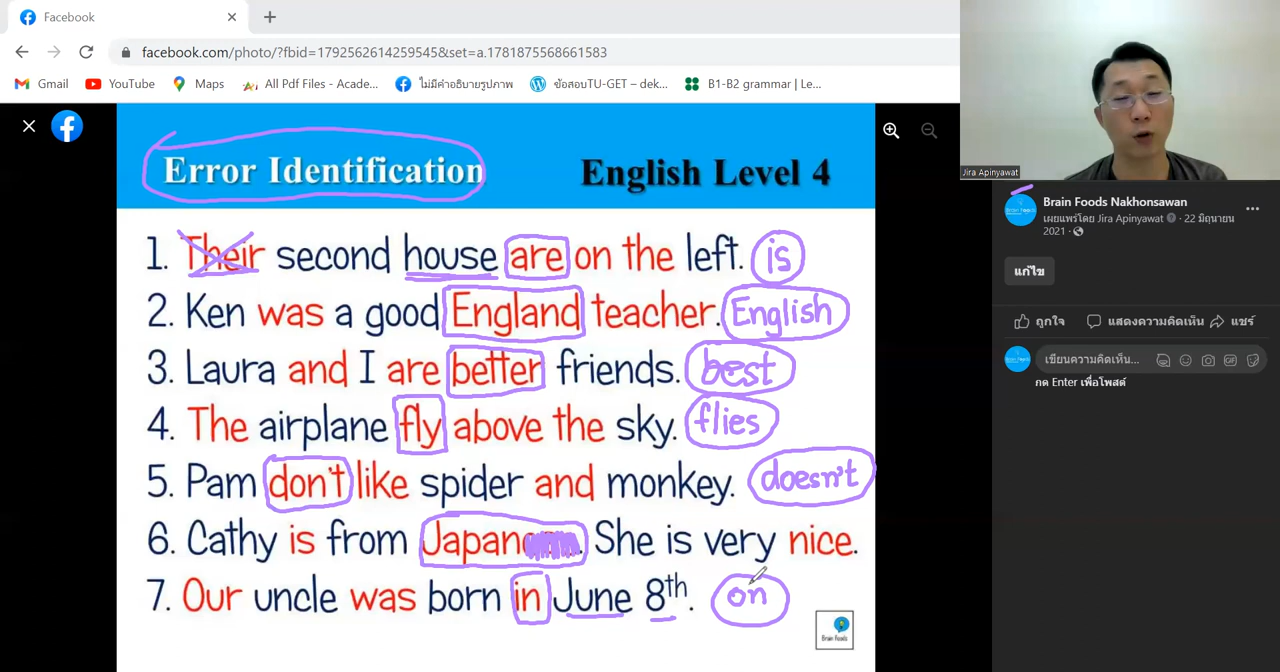 Facebook
facebook.com/photo/?fbid=1792562614259545&set=a.1781875568661583
Gmail YouTube Maps All Pdf Files - Acade... ไม่มีคำอธิบายรูปภาพ ข้อสอบTU-GET – dek... B1-B2 grammar | Le...
Error Identification English Level 4
1. Their second house are on the left. is
2. Ken was a good England teacher. English
3. Laura and I are better friends. best
4. The airplane fly above the sky. flies
5. Pam don't like spider and monkey. doesn't
6. Cathy is from Japan. She is very nice.
7. Our uncle was born in June 8th. on
Brain Foods
Jira Apinyawat
Brain Foods Nakhonsawan
เผยแพร่โดย Jira Apinyawat 22 มิถุนายน
2021
แก้ไข
ถูกใจ แสดงความคิดเห็น แชร์
เขียนความคิดเห็น...
กด Enter เพื่อโพสต์